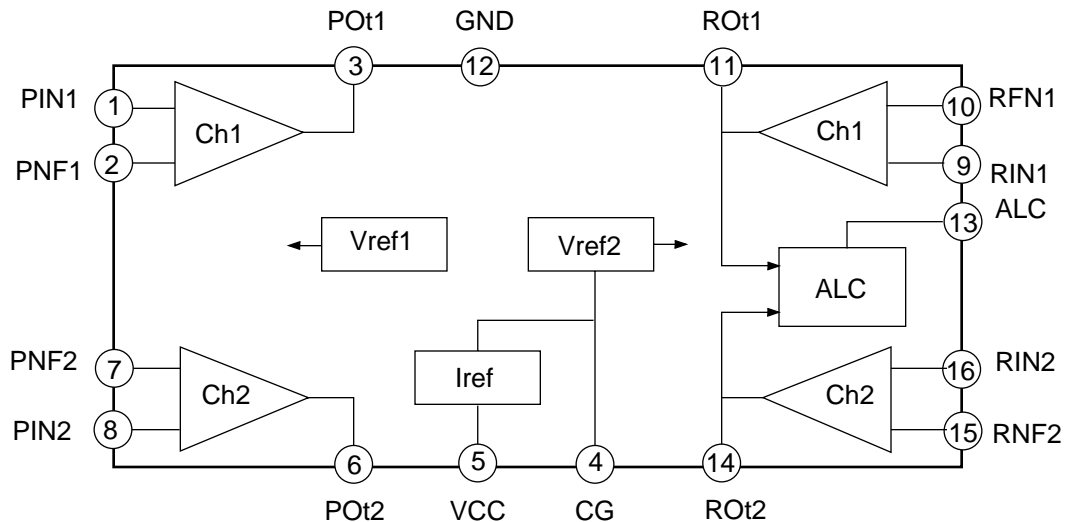 POt1 GND ROt1
3 12 11
PIN1 1 10 RFN1
Ch1 Ch1
PNF1 2 9 RIN1
ALC
13
Vref1 Vref2
ALC
PNF2 7 16 RIN2
Iref
Ch2 Ch2
PIN2 8 15 RNF2
6 5 4 14
POt2 VCC CG ROt2